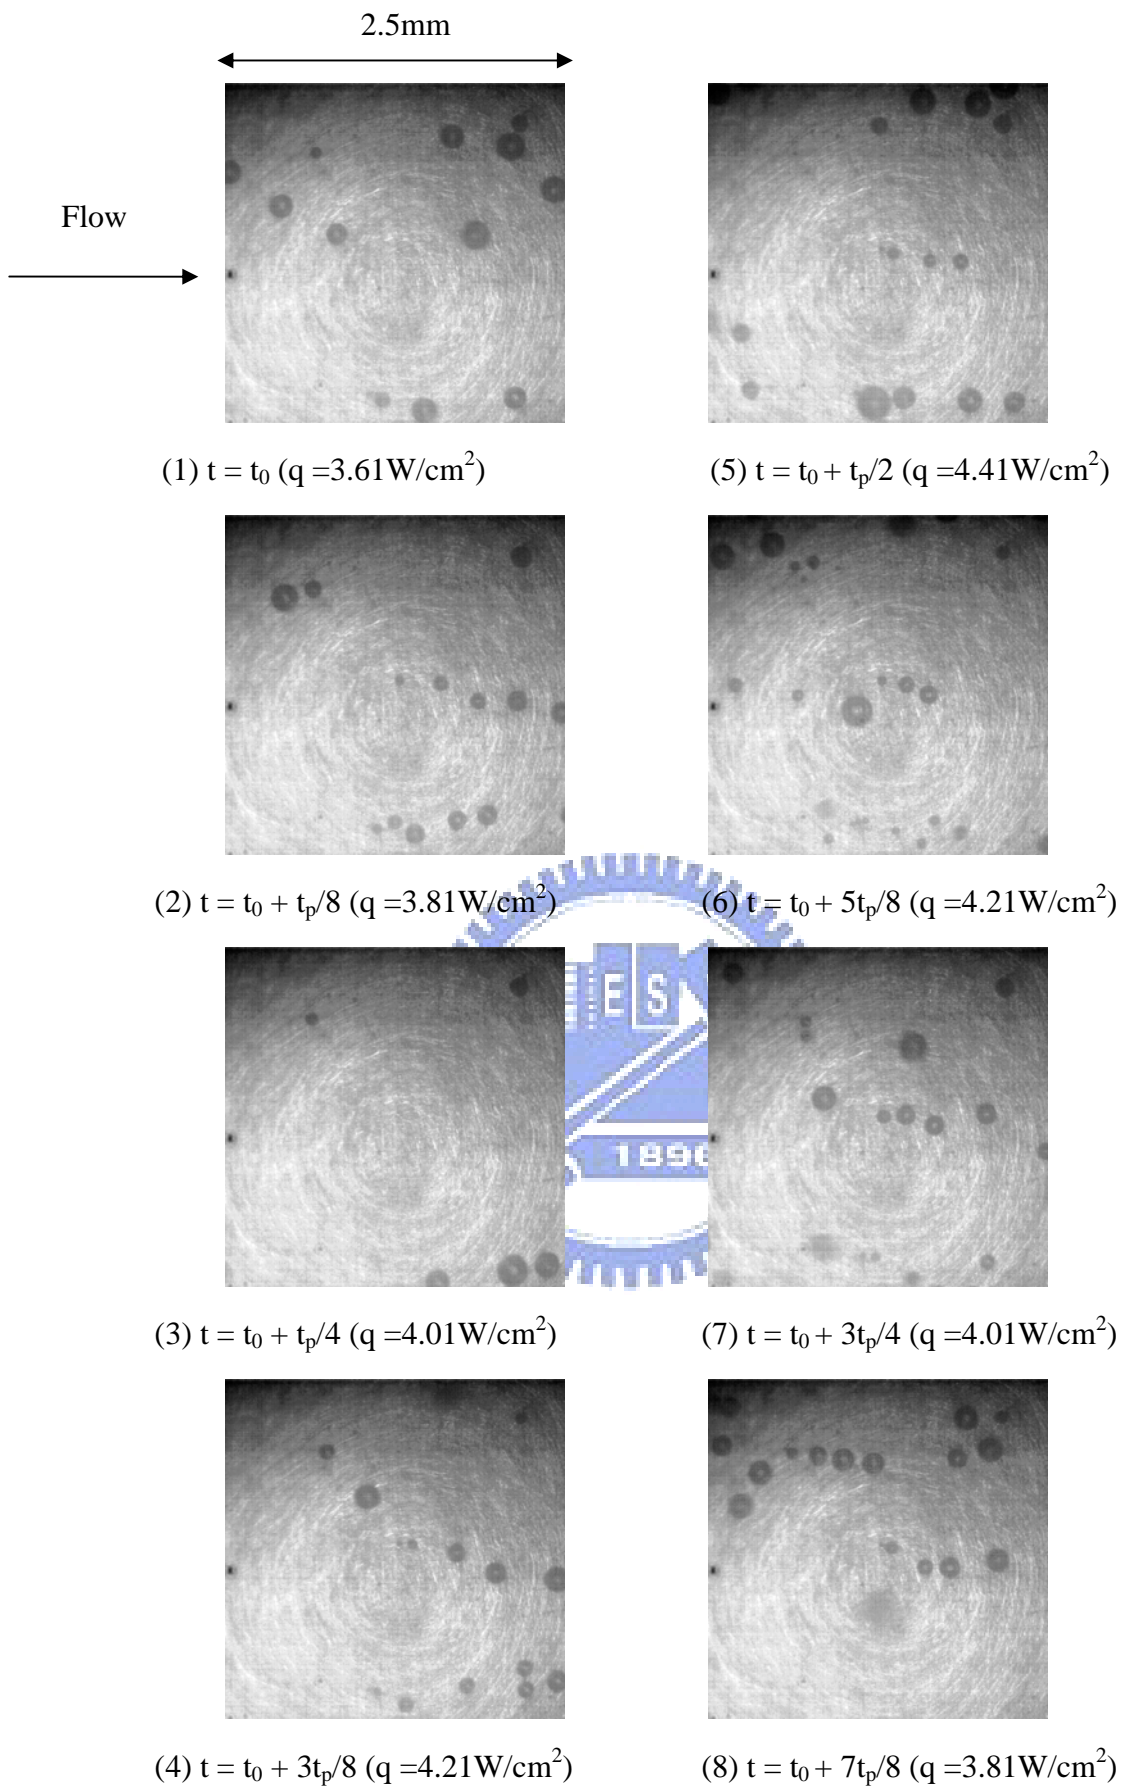 2.5mm
Flow
(1) t = t₀ (q =3.61W/cm²)
(5) t = t₀ + tₚ/2 (q =4.41W/cm²)
(2) t = t₀ + tₚ/8 (q =3.81W/cm²)
(6) t = t₀ + 5tₚ/8 (q =4.21W/cm²)
E S
189
(3) t = t₀ + tₚ/4 (q =4.01W/cm²)
(7) t = t₀ + 3tₚ/4 (q =4.01W/cm²)
(4) t = t₀ + 3tₚ/8 (q =4.21W/cm²)
(8) t = t₀ + 7tₚ/8 (q =3.81W/cm²)